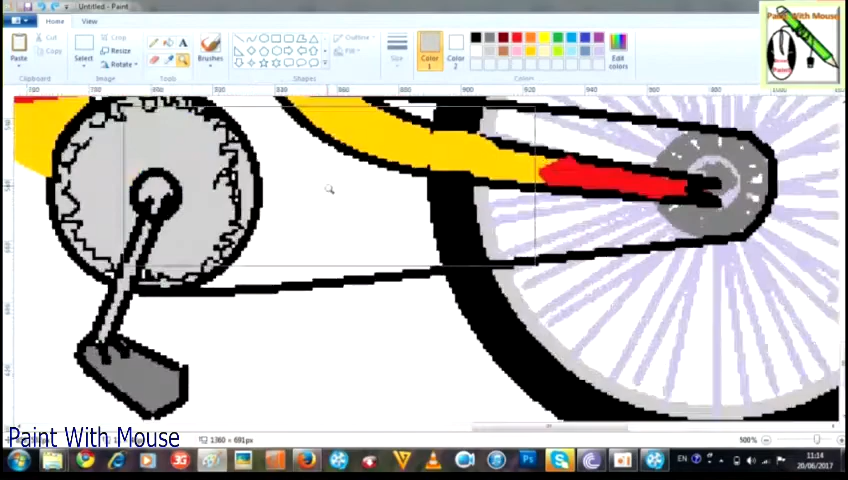 Untitled - Paint
Home
View
Paste
Cut
Copy
Clipboard
Select
Crop
Resize
Rotate
Image
Tools
Brushes
Shapes
Outline
Fill
Size
Color 1
Color 2
Edit colors
Colors
Paint With Mouse
Paint With Mouse
1360 × 691px
500%
EN
11:14
20/06/2017